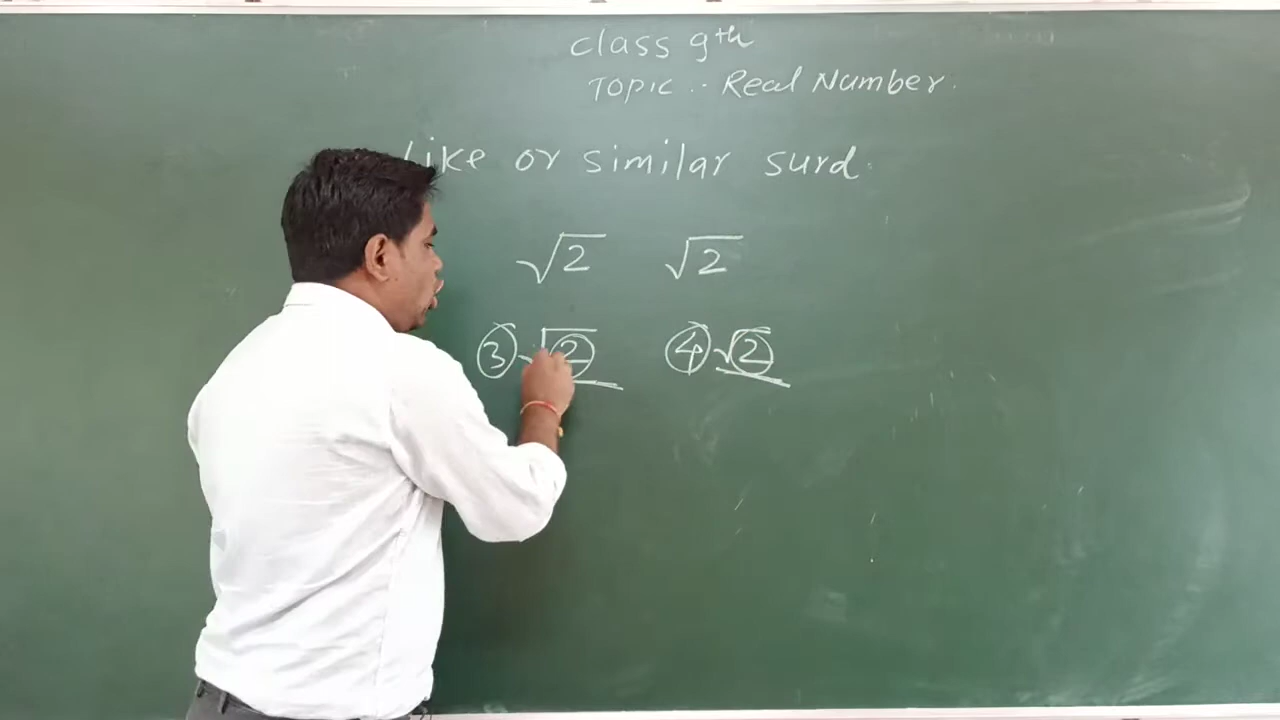 class 9th
TOPIC :- Real Number.
Like or similar surd.
√2 √2
3√2 4√2